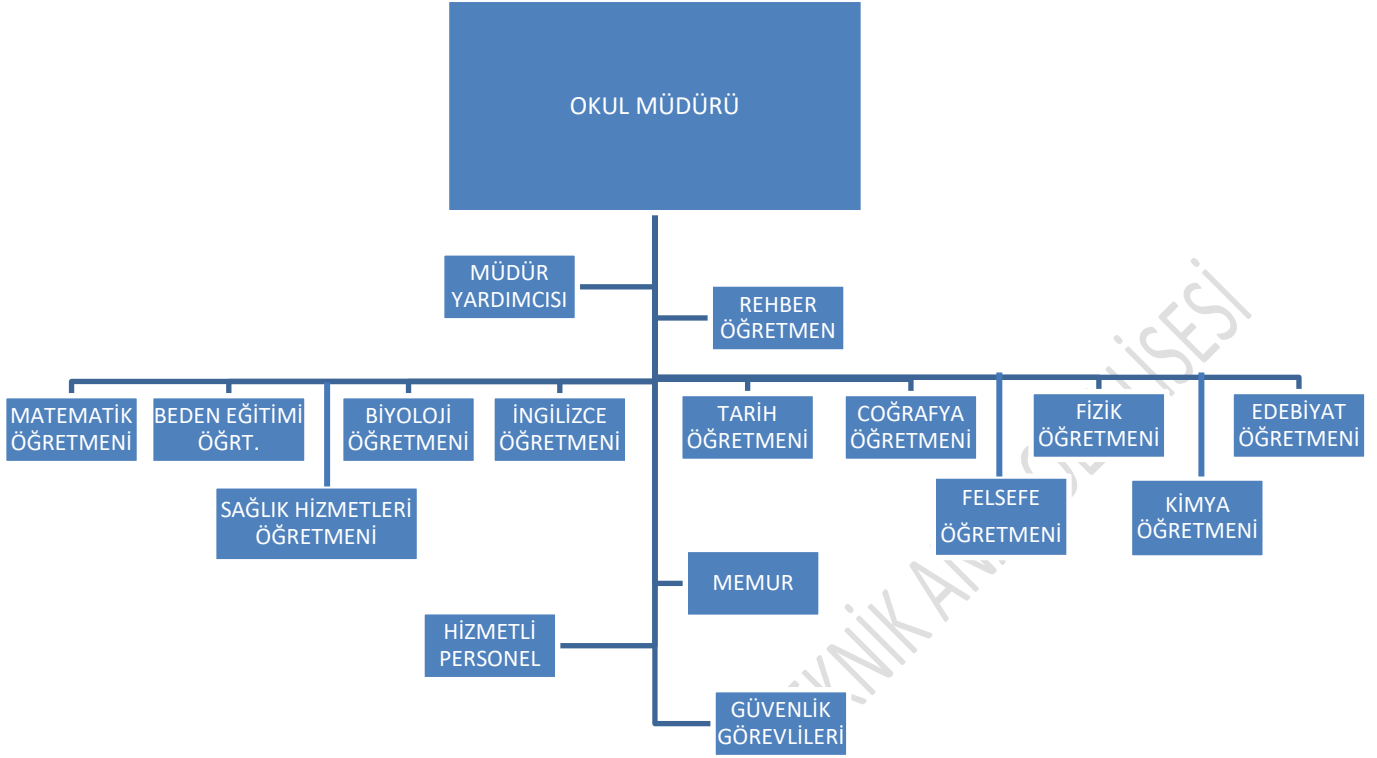 OKUL MÜDÜRÜ
MÜDÜR
YARDIMCISI
REHBER
ÖĞRETMEN
MATEMATİK
ÖĞRETMENİ
BEDEN EĞİTİMİ
ÖĞRT.
BİYOLOJİ
ÖĞRETMENİ
İNGİLİZCE
ÖĞRETMENİ
TARİH
ÖĞRETMENİ
COĞRAFYA
ÖĞRETMENİ
FİZİK
ÖĞRETMENİ
EDEBİYAT
ÖĞRETMENİ
SAĞLIK HİZMETLERİ
ÖĞRETMENİ
FELSEFE
ÖĞRETMENİ
KİMYA
ÖĞRETMENİ
MEMUR
HİZMETLİ
PERSONEL
GÜVENLİK
GÖREVLİLERİ